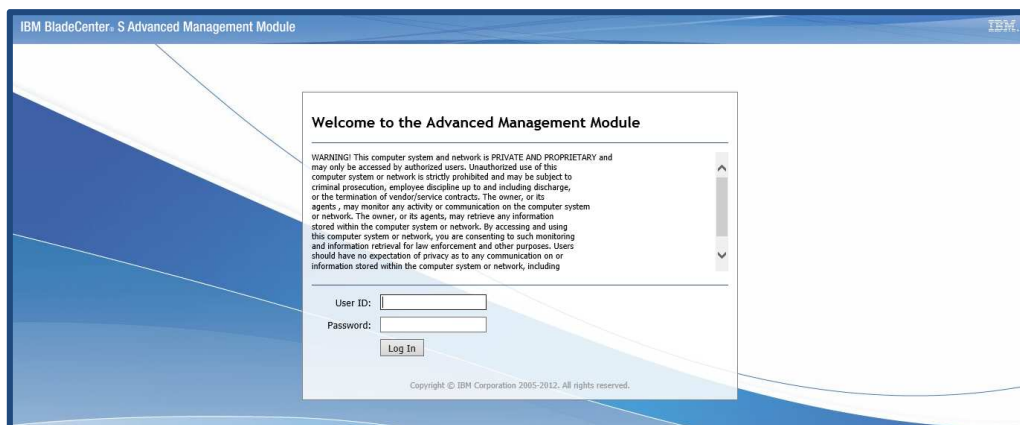 IBM BladeCenter® S Advanced Management Module
IBM.
Welcome to the Advanced Management Module
WARNING! This computer system and network is PRIVATE AND PROPRIETARY and
may only be accessed by authorized users. Unauthorized use of this
computer system or network is strictly prohibited and may be subject to
criminal prosecution, employee discipline up to and including discharge,
or the termination of vendor/service contracts. The owner, or its
agents , may monitor any activity or communication on the computer system
or network. The owner, or its agents, may retrieve any information
stored within the computer system or network. By accessing and using
this computer system or network, you are consenting to such monitoring
and information retrieval for law enforcement and other purposes. Users
should have no expectation of privacy as to any communication on or
information stored within the computer system or network, including
User ID:
Password:
Log In
Copyright © IBM Corporation 2005-2012. All rights reserved.